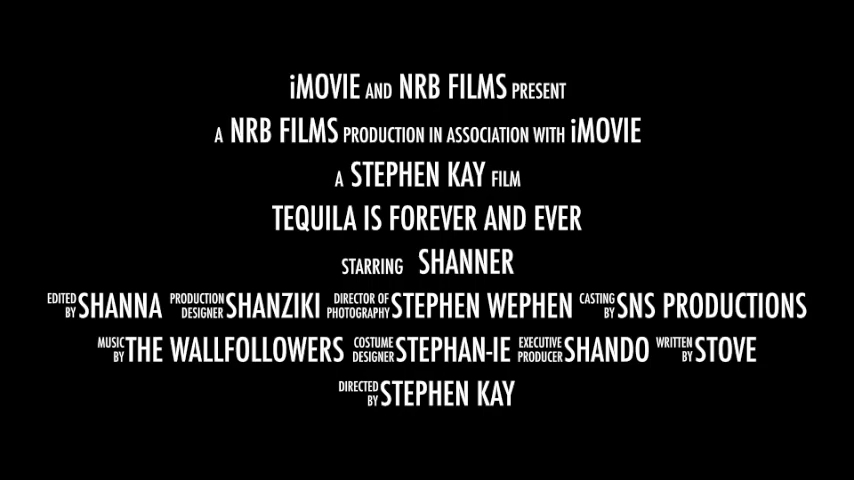 iMOVIE AND NRB FILMS PRESENT
A NRB FILMS PRODUCTION IN ASSOCIATION WITH iMOVIE
A STEPHEN KAY FILM
TEQUILA IS FOREVER AND EVER
STARRING SHANNER
EDITED BY SHANNA PRODUCTION DESIGNER SHANZIKI DIRECTOR OF PHOTOGRAPHY STEPHEN WEPHEN CASTING BY SNS PRODUCTIONS
MUSIC BY THE WALLFOLLOWERS COSTUME DESIGNER STEPHAN-IE EXECUTIVE PRODUCER SHANDO WRITTEN BY STOVE
DIRECTED BY STEPHEN KAY